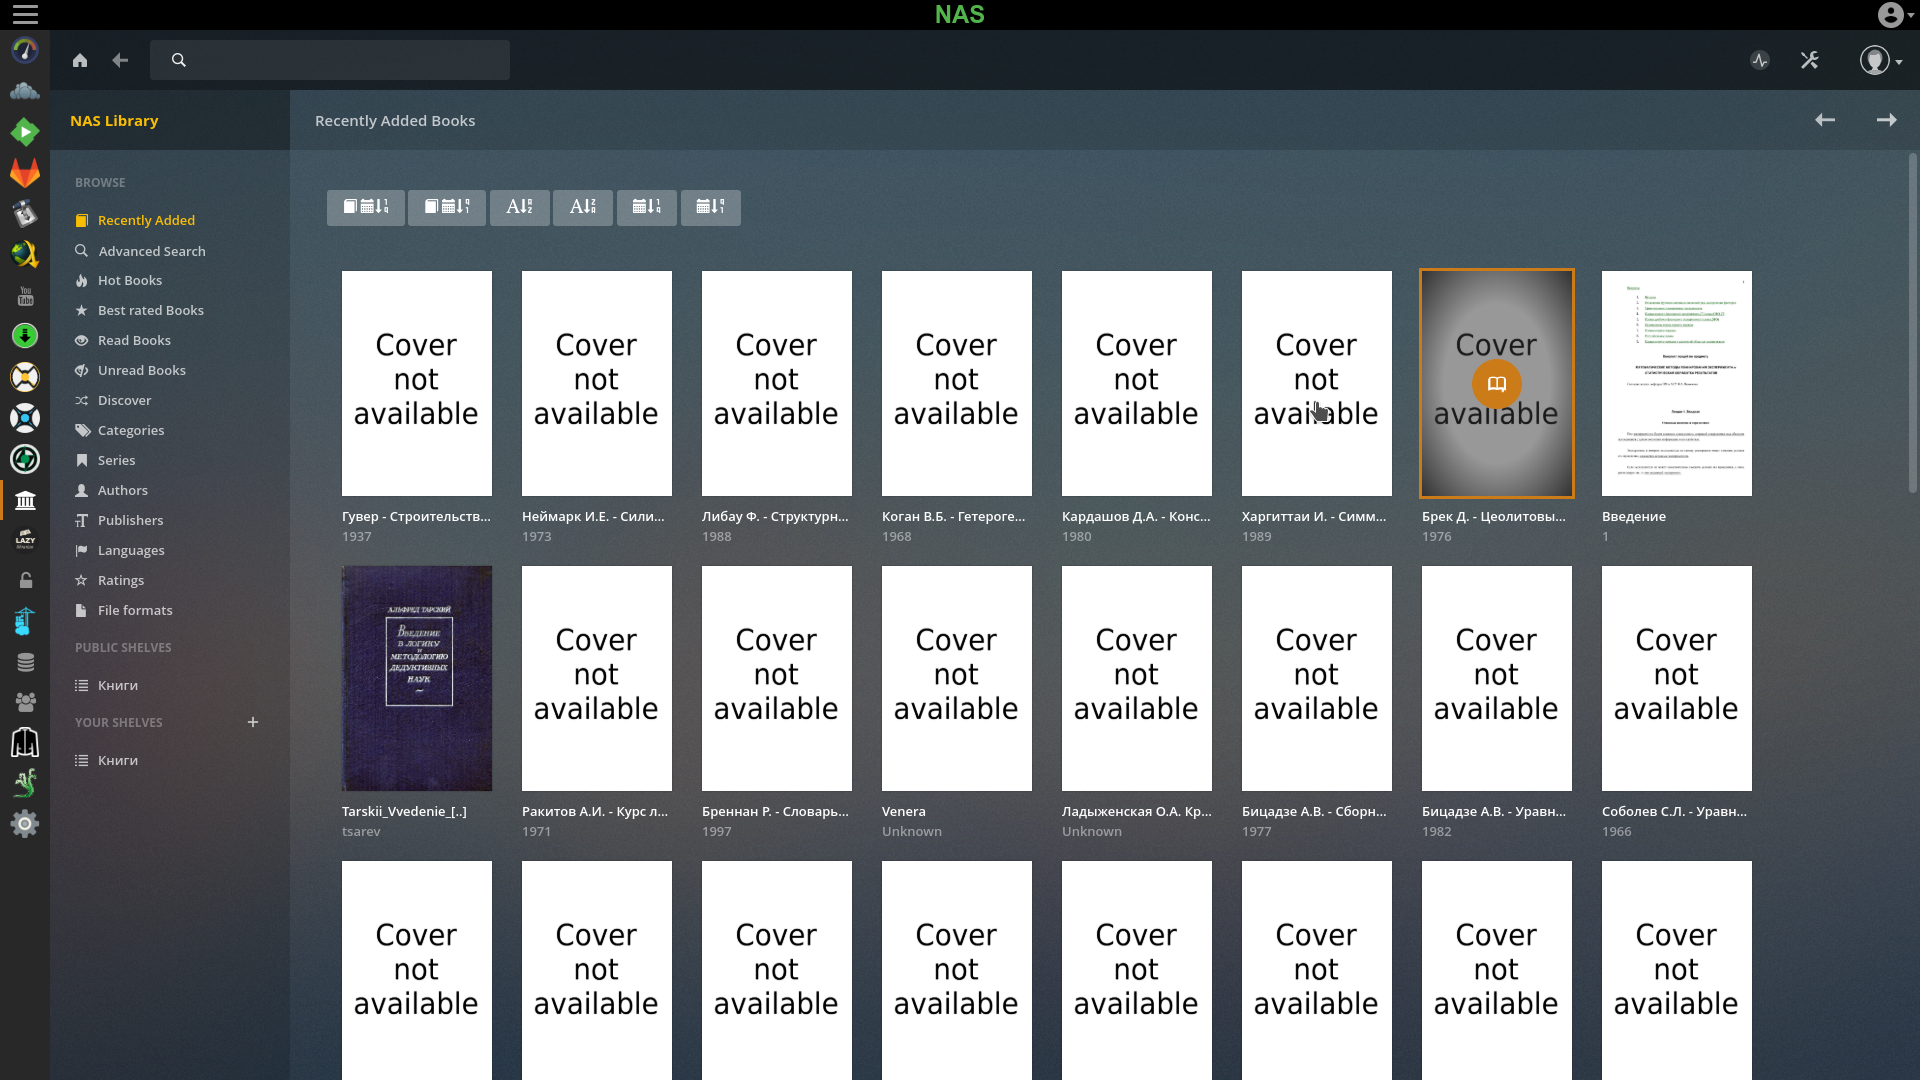 NAS
NAS Library
Recently Added Books
BROWSE
Recently Added
Advanced Search
Hot Books
Best rated Books
Read Books
Unread Books
Discover
Categories
Series
Authors
Publishers
Languages
Ratings
File formats
PUBLIC SHELVES
Книги
YOUR SHELVES
Книги
Cover not available
Cover not available
Cover not available
Cover not available
Cover not available
Cover not available
Cover available
Гувер - Строительств...
1937
Неймарк И.Е. - Сили...
1973
Либау Ф. - Структурн...
1988
Коган В.Б. - Гетероге...
1968
Кардашов Д.А. - Конс...
1980
Харгиттаи И. - Симм...
1989
Брек Д. - Цеолитовы...
1976
Введение
1
АЛЬФРЕД ТАРСКИЙ
ВВЕДЕНИЕ
В ЛОГИКУ
И
МЕТОДОЛОГИЮ
ДЕДУКТИВНЫХ
НАУК
Cover not available
Cover not available
Cover not available
Cover not available
Cover not available
Cover not available
Cover not available
Tarskii_Vvedenie_[..]
tsarev
Ракитов А.И. - Курс л...
1971
Бреннан Р. - Словарь...
1997
Venera
Unknown
Ладыженская О.А. Кр...
Unknown
Бицадзе А.В. - Сборн...
1977
Бицадзе А.В. - Уравн...
1982
Соболев С.Л. - Уравн...
1966
Cover not available
Cover not available
Cover not available
Cover not available
Cover not available
Cover not available
Cover not available
Cover not available
You
Tube
LAZY